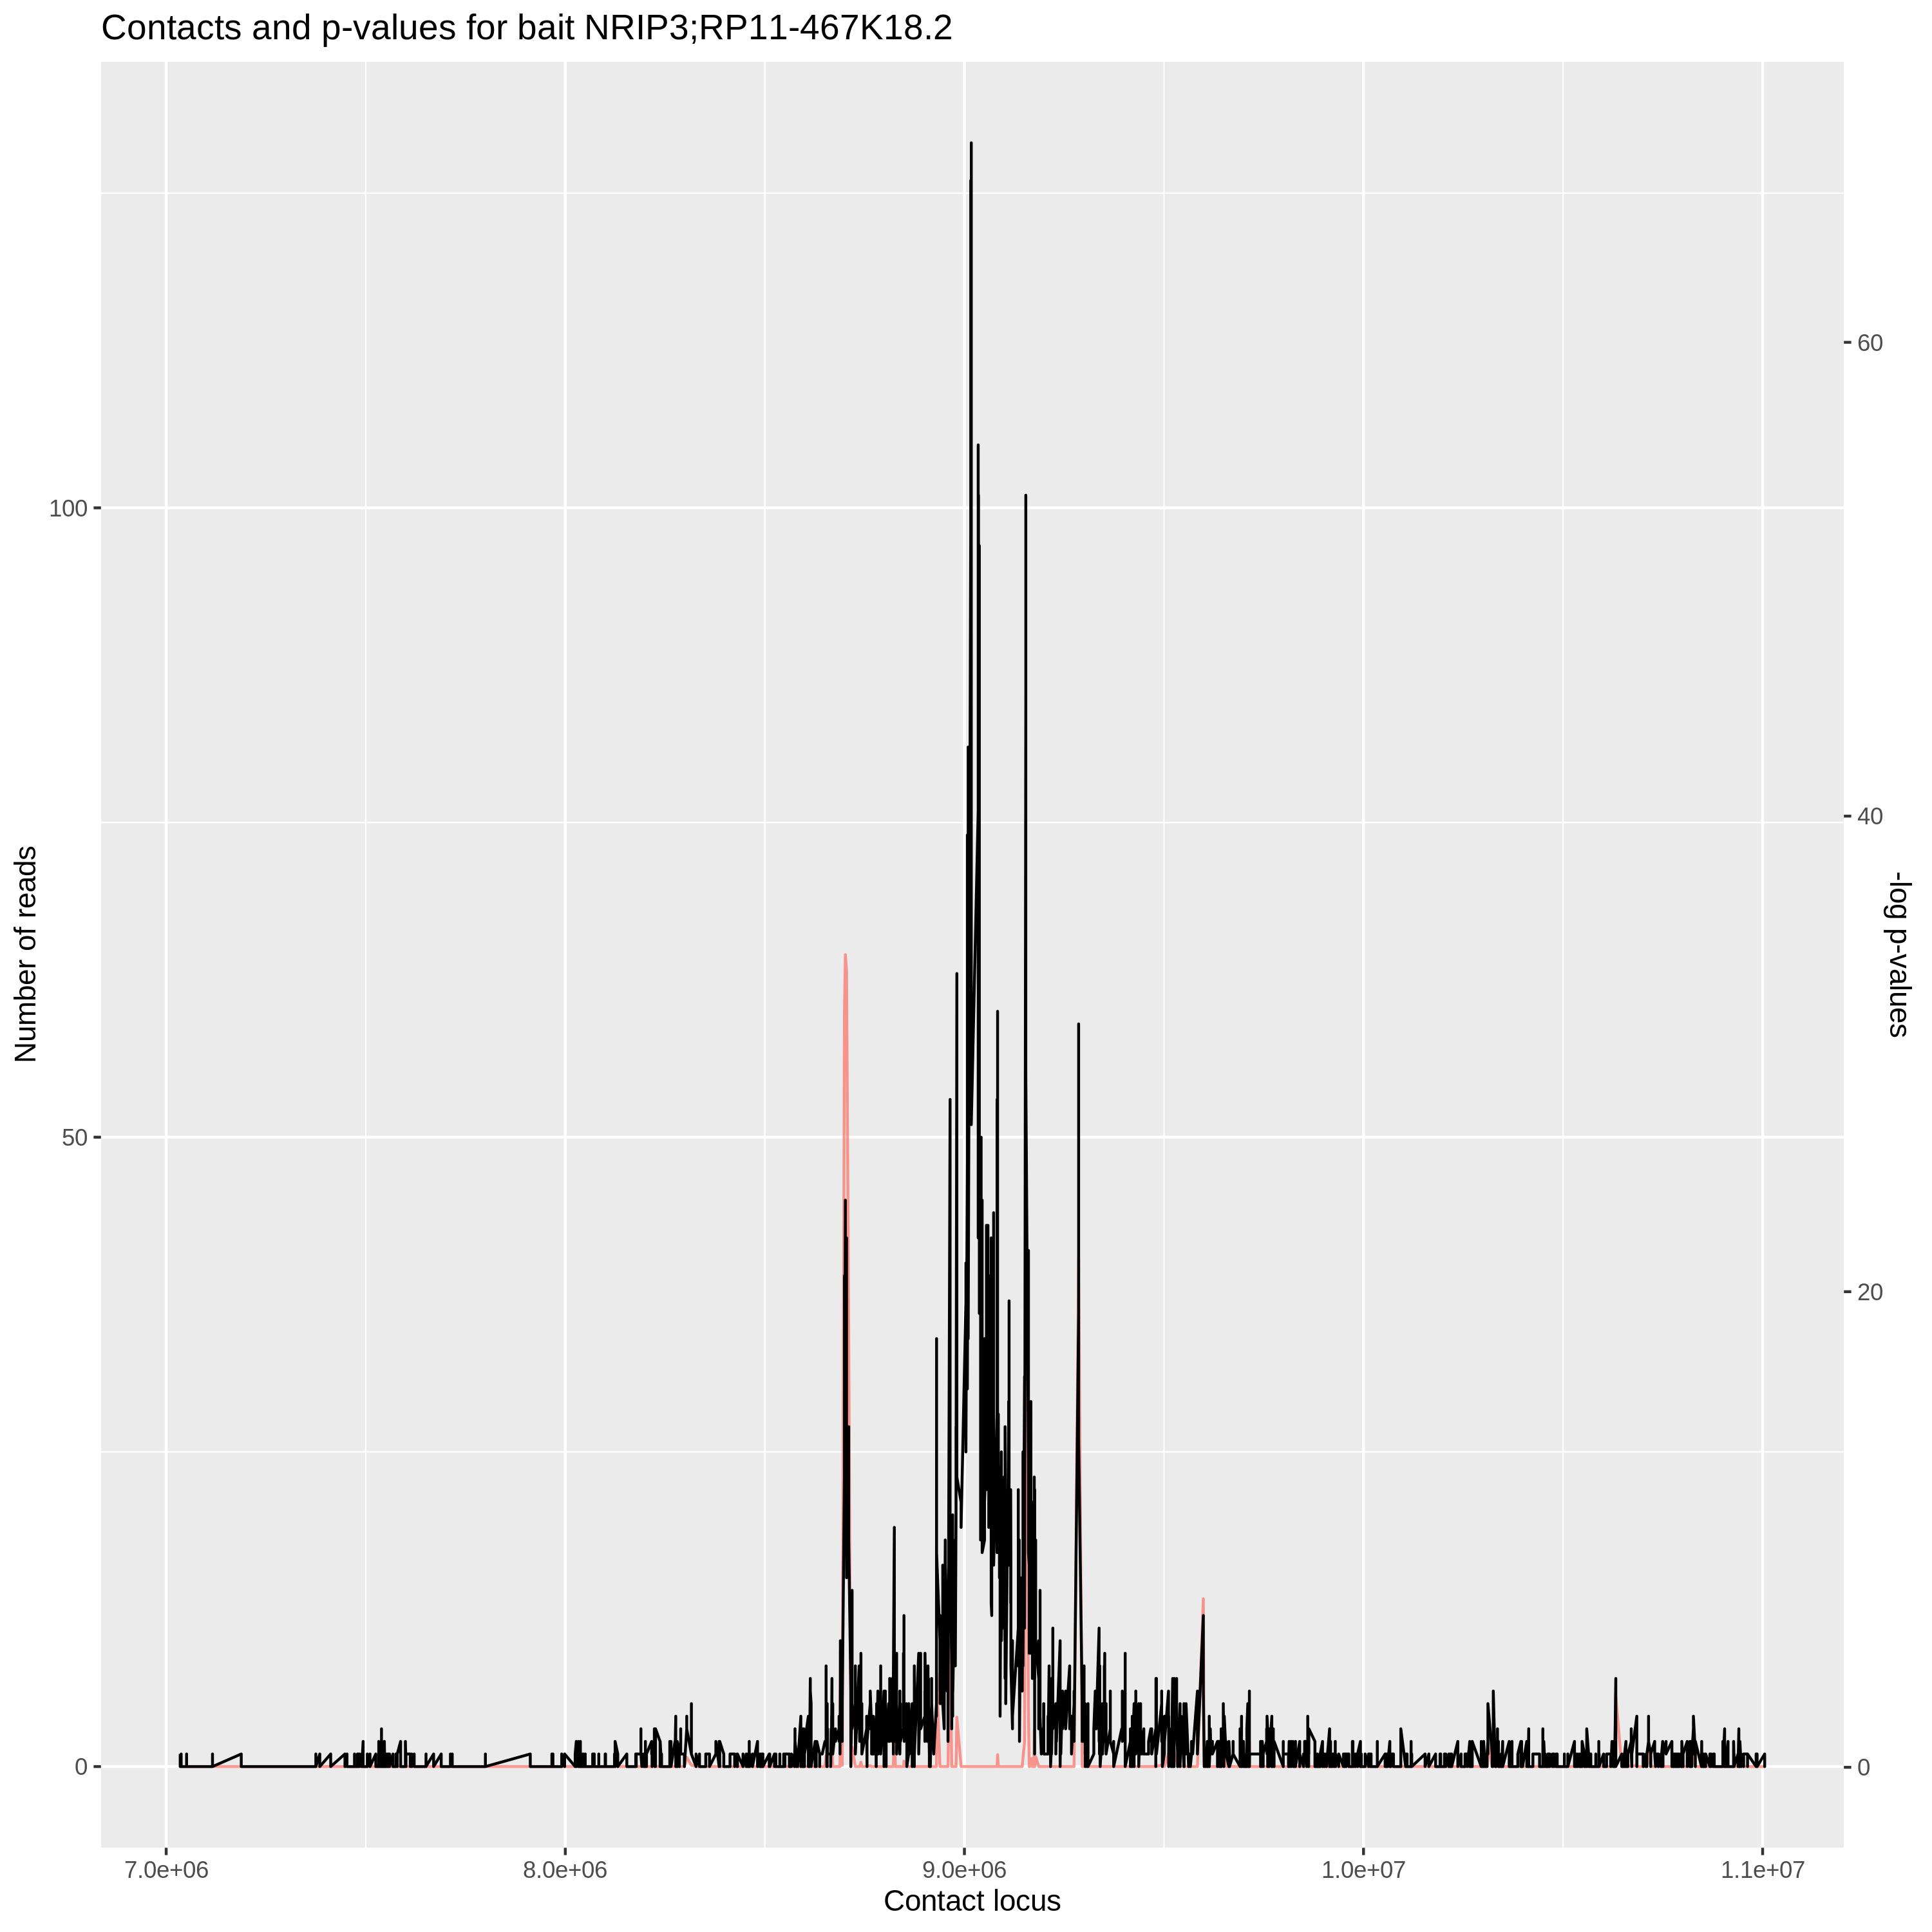 Contacts and p-values for bait NRIP3;RP11-467K18.2
Number of reads
100
50
0
60
40
20
0
-log p-values
7.0e+06
8.0e+06
9.0e+06
1.0e+07
1.1e+07
Contact locus